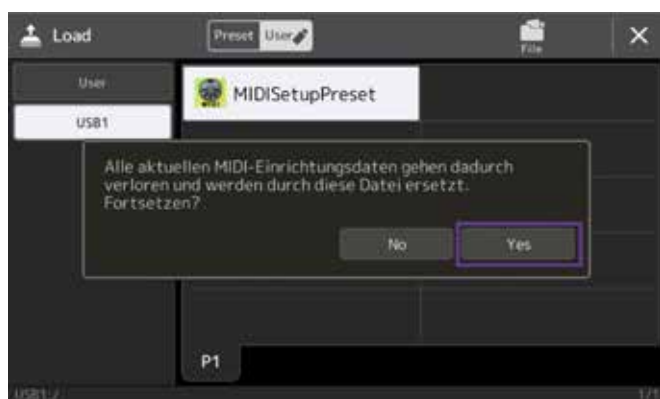 Load
Preset User
File
User
USB1
MIDISetupPreset
Alle aktuellen MIDI-Einrichtungsdaten gehen dadurch
verloren und werden durch diese Datei ersetzt.
Fortsetzen?
No
Yes
P1
USB1 /
1/1